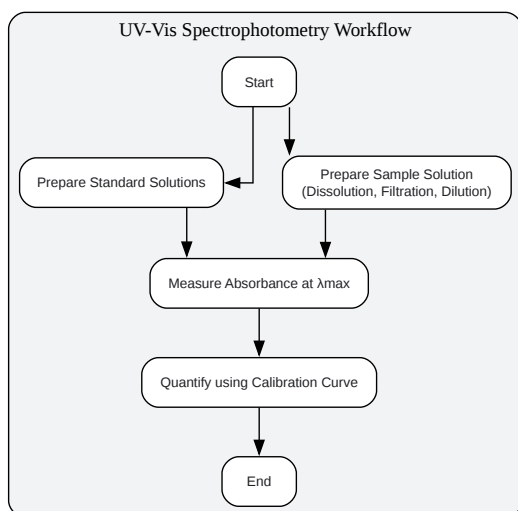 UV-Vis Spectrophotometry Workflow
Start
Prepare Standard Solutions
Prepare Sample Solution
(Dissolution, Filtration, Dilution)
Measure Absorbance at λmax
Quantify using Calibration Curve
End